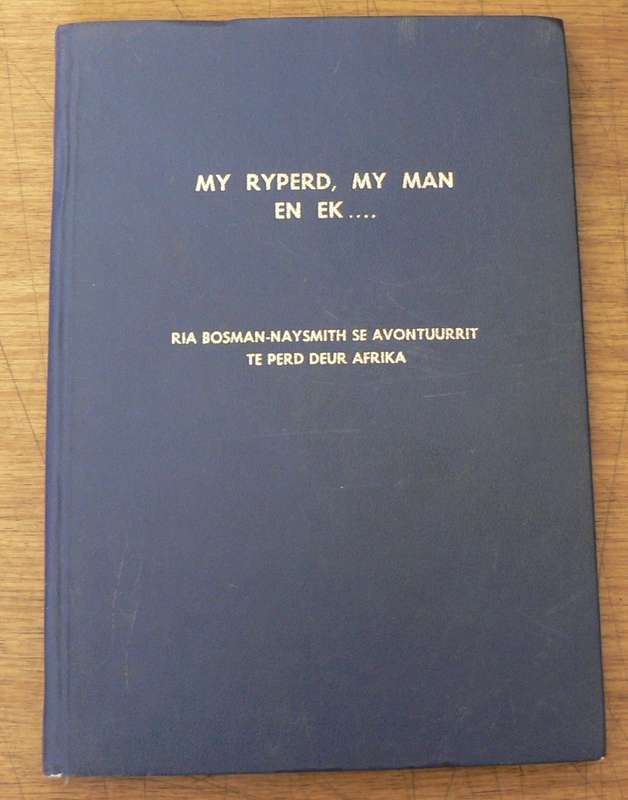 MY RYPERD, MY MAN
EN EK....
RIA BOSMAN-NAYSMITH SE AVONTUURRIT
TE PERD DEUR AFRIKA